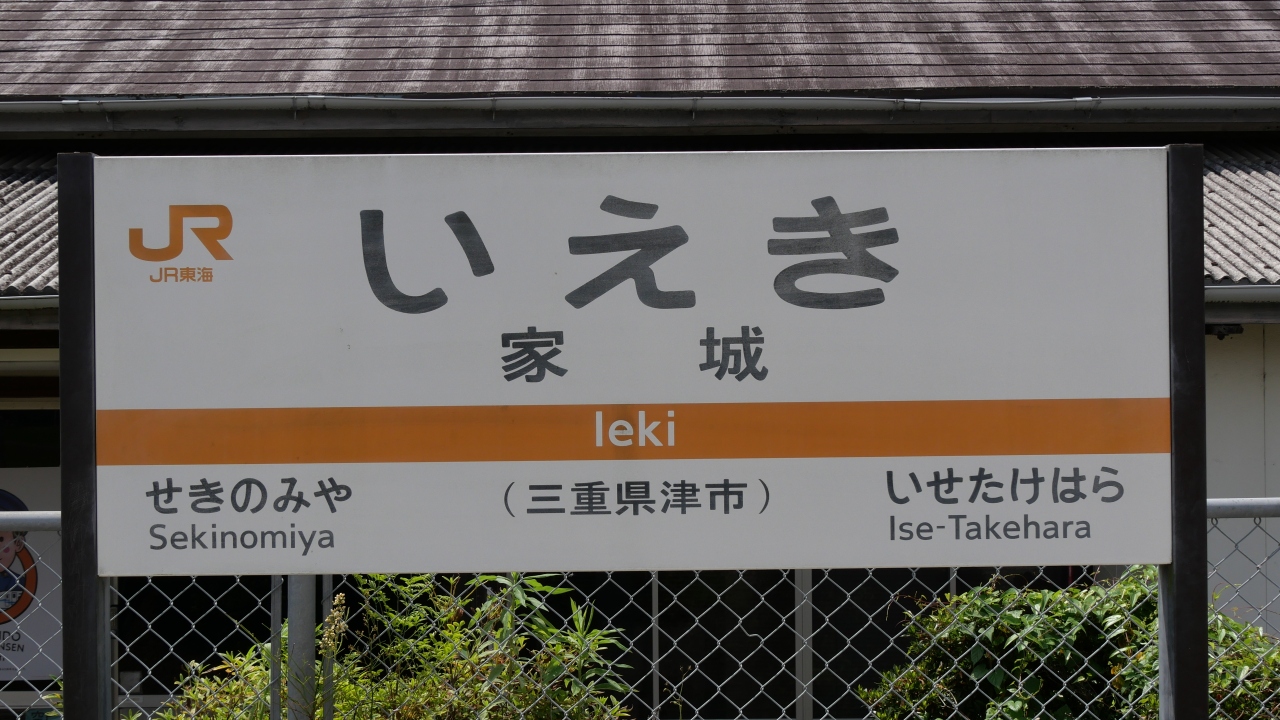 JR
JR東海
いえき
家城
Ieki
せきのみや
Sekinomiya
（三重県津市）
いせたけはら
Ise-Takehara